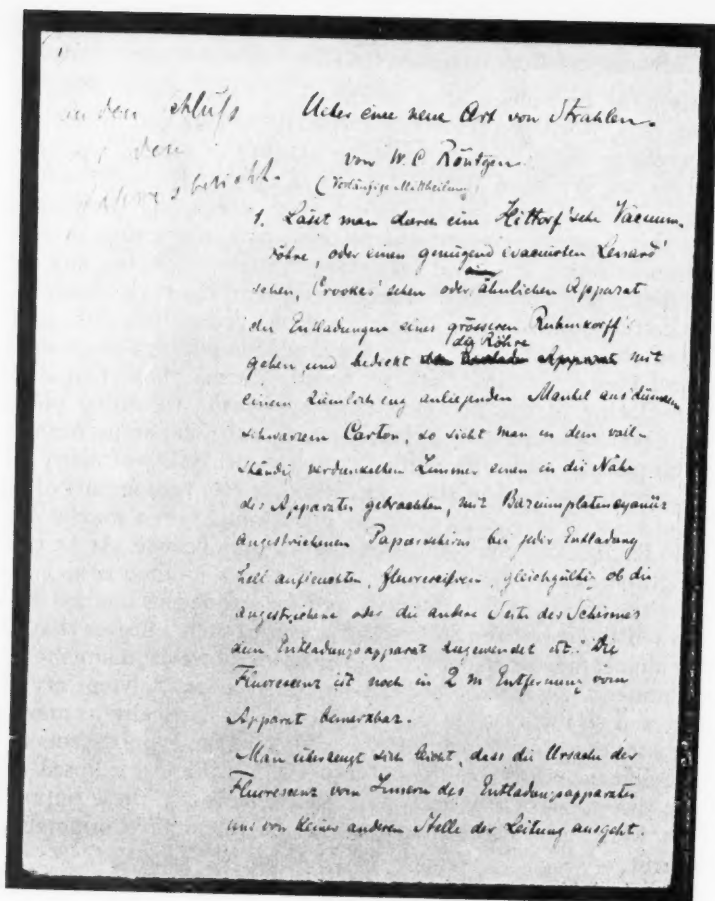 an den Schluß
den
Jahresbericht.
Ueber eine neue Art von Strahlen.
von W. C. Röntgen.
(Vorläufige Mittheilung)
1. Lässt man durch eine Hittorf'sche Vacuum-
röhre, oder einen genügend evacuirten Lenard'
schen, Crookes'schen oder ähnlichen Apparat
die Entladungen eines grösseren Ruhmkorff's
die Röhre
gehen und bedeckt Apparat mit
einem ziemlich eng anliegenden Mantel aus dünnem
schwarzem Carton, so sieht man in dem voll-
ständig verdunkelten Zimmer einen in die Nähe
des Apparates gebrachten, mit Bariumplatincyanür
angestrichenen Papierschirm bei jeder Entladung
hell aufleuchten, fluoresciren, gleichgültig ob die
angestrichene oder die andere Seite des Schirmes
dem Entladungsapparat zugewendet ist. Die
Fluorescenz ist noch in 2 m Entfernung vom
Apparat bemerkbar.
Man überzeugt sich leicht, dass die Ursache der
Fluorescenz vom Innern des Entladungsapparates
und von keiner anderen Stelle der Leitung ausgeht.